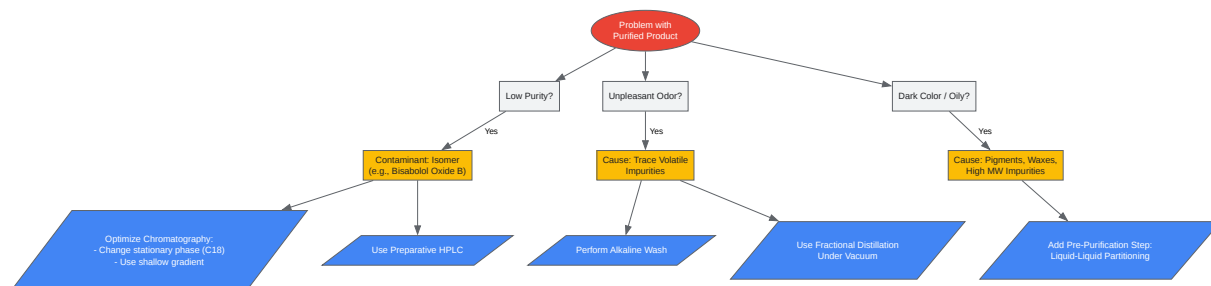 Problem with
Purified Product
Low Purity?
Unpleasant Odor?
Dark Color / Oily?
Yes
Yes
Yes
Contaminant: Isomer
(e.g., Bisabolol Oxide B)
Cause: Trace Volatile
Impurities
Cause: Pigments, Waxes,
High MW Impurities
Optimize Chromatography:
- Change stationary phase (C18)
- Use shallow gradient
Use Preparative HPLC
Perform Alkaline Wash
Use Fractional Distillation
Under Vacuum
Add Pre-Purification Step:
Liquid-Liquid Partitioning